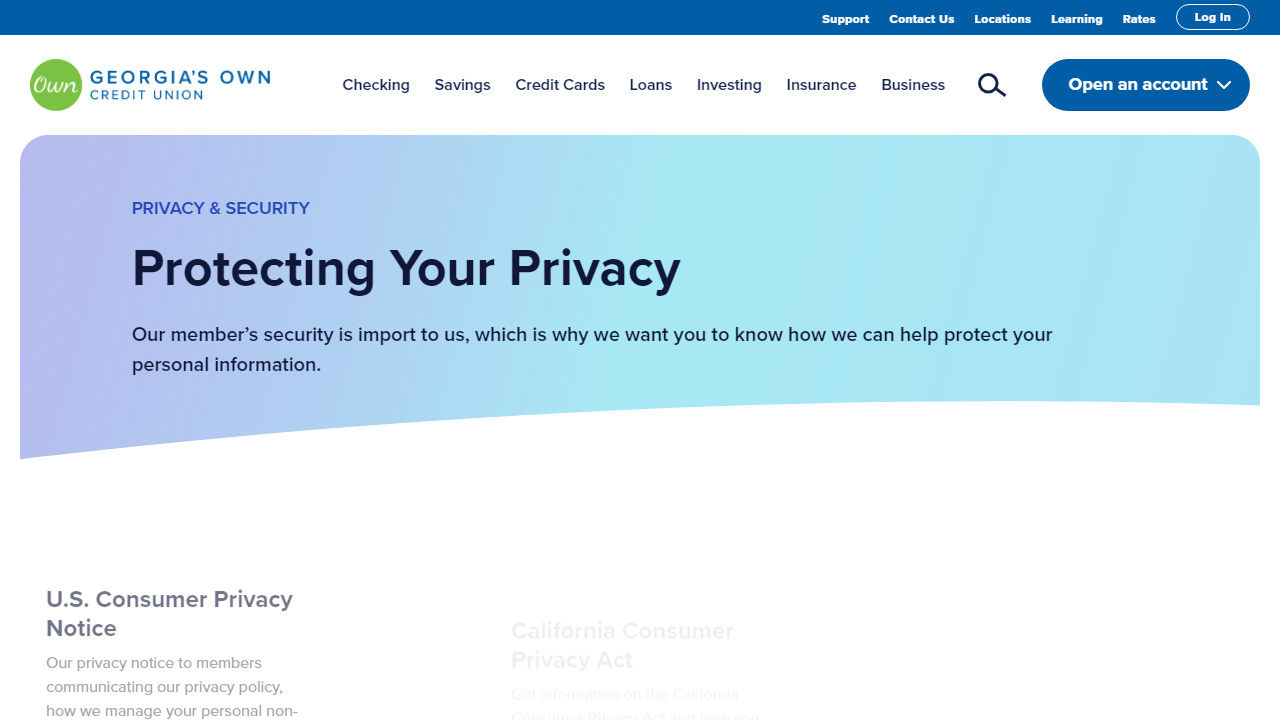 Support Contact Us Locations Learning Rates Log In
Own GEORGIA'S OWN
CREDIT UNION
Checking Savings Credit Cards Loans Investing Insurance Business Open an account
PRIVACY & SECURITY
Protecting Your Privacy
Our member’s security is import to us, which is why we want you to know how we can help protect your
personal information.
U.S. Consumer Privacy
Notice
Our privacy notice to members
communicating our privacy policy,
how we manage your personal non-
California Consumer
Privacy Act
Get information on the California
Consumer Privacy Act and how you